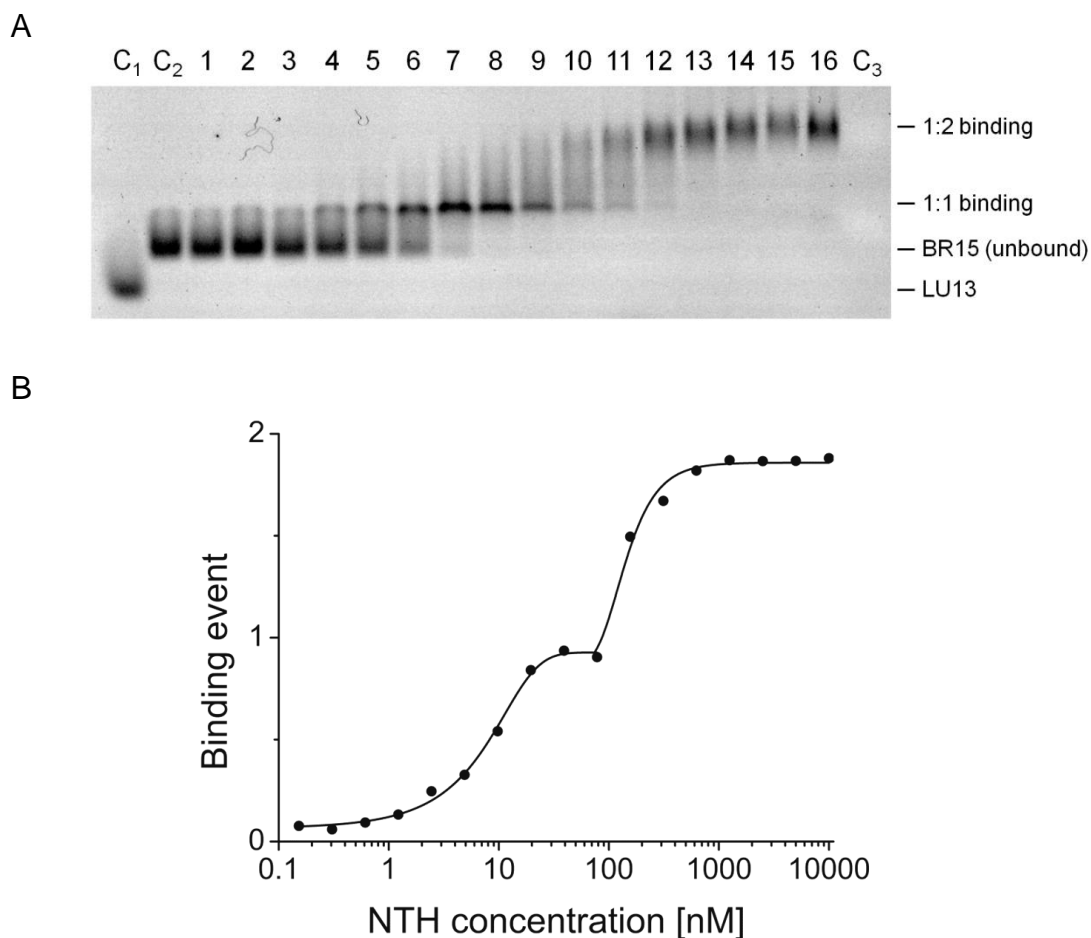 A
C₁ C₂ 1 2 3 4 5 6 7 8 9 10 11 12 13 14 15 16 C₃
1:2 binding
1:1 binding
BR15 (unbound)
LU13
B
2
1
0
Binding event
0.1 1 10 100 1000 10000
NTH concentration [nM]